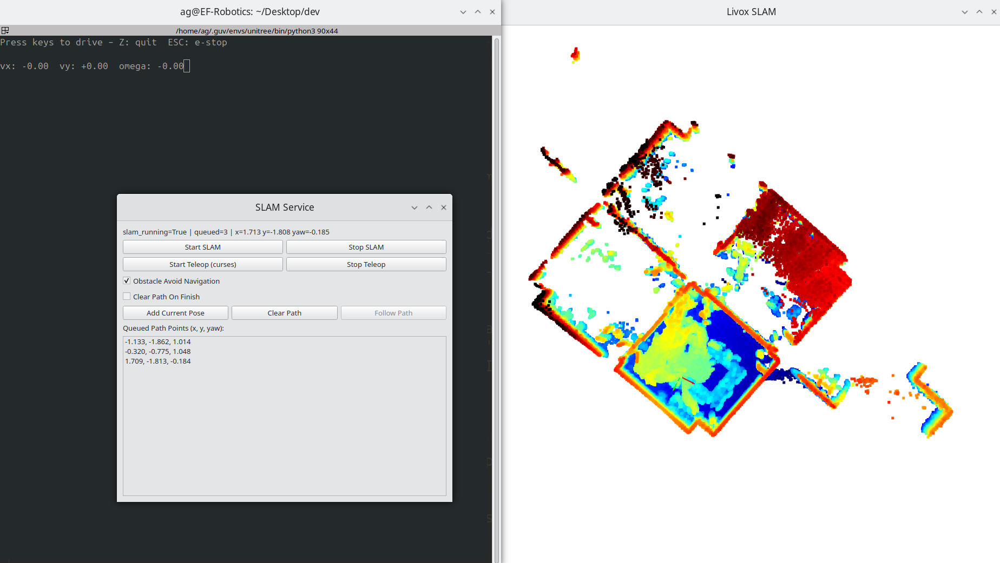 ag@EF-Robotics: ~/Desktop/dev
/home/ag/.guv/envs/unitree/bin/python3 90x44
Press keys to drive – Z: quit  ESC: e-stop
vx: -0.00  vy: +0.00  omega: -0.00
SLAM Service
slam_running=True | queued=3 | x=1.713 y=-1.808 yaw=-0.185
Start SLAM
Stop SLAM
Start Teleop (curses)
Stop Teleop
Obstacle Avoid Navigation
Clear Path On Finish
Add Current Pose
Clear Path
Follow Path
Queued Path Points (x, y, yaw):
-1.133, -1.862, 1.014
-0.320, -0.775, 1.048
1.709, -1.813, -0.184
Livox SLAM